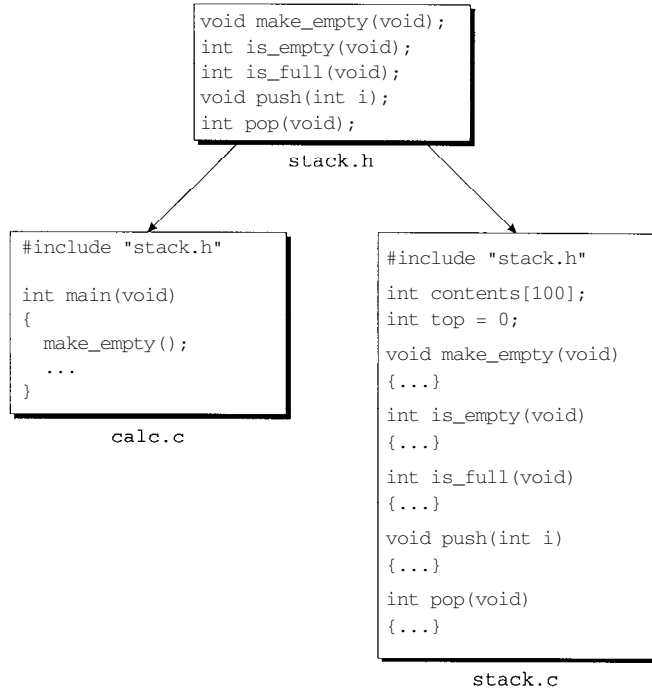 void make_empty(void);
int is_empty(void);
int is_full(void);
void push(int i);
int pop(void);
stack.h
#include "stack.h"
int main(void)
{
make_empty();
...
}
calc.c
#include "stack.h"
int contents[100];
int top = 0;
void make_empty(void)
{...}
int is_empty(void)
{...}
int is_full(void)
{...}
void push(int i)
{...}
int pop(void)
{...}
stack.c